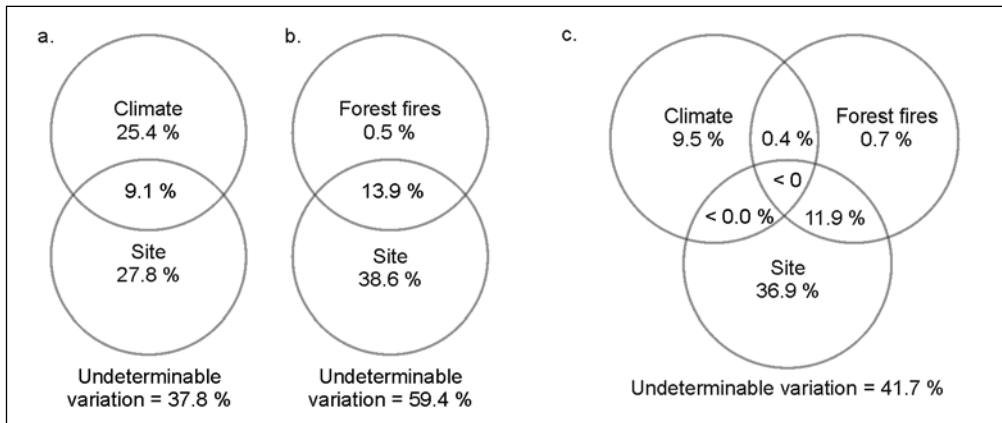 a.
Climate
25.4 %
9.1 %
Site
27.8 %
Undeterminable
variation = 37.8 %
b.
Forest fires
0.5 %
13.9 %
Site
38.6 %
Undeterminable
variation = 59.4 %
c.
Climate
9.5 %
0.4 %
Forest fires
0.7 %
< 0
< 0.0 %
11.9 %
Site
36.9 %
Undeterminable variation = 41.7 %